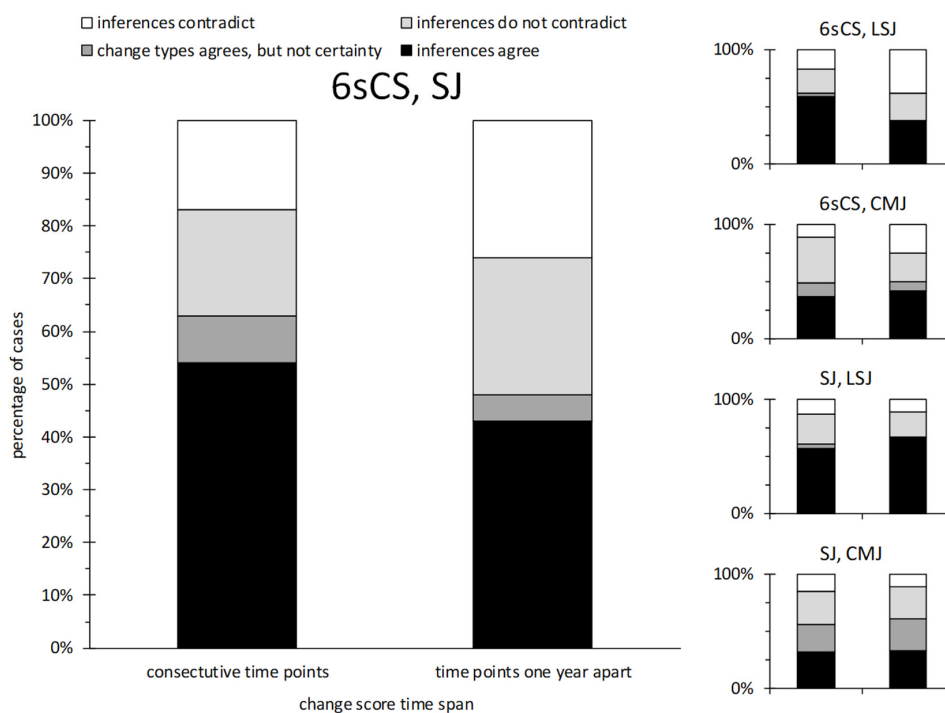 inferences contradict
inferences do not contradict
change types agrees, but not certainty
inferences agree
6sCS, SJ
100%
90%
80%
70%
60%
50%
40%
30%
20%
10%
0%
percentage of cases
consectutive time points
time points one year apart
change score time span
6sCS, LSJ
100%
0%
6sCS, CMJ
100%
0%
SJ, LSJ
100%
0%
SJ, CMJ
100%
0%